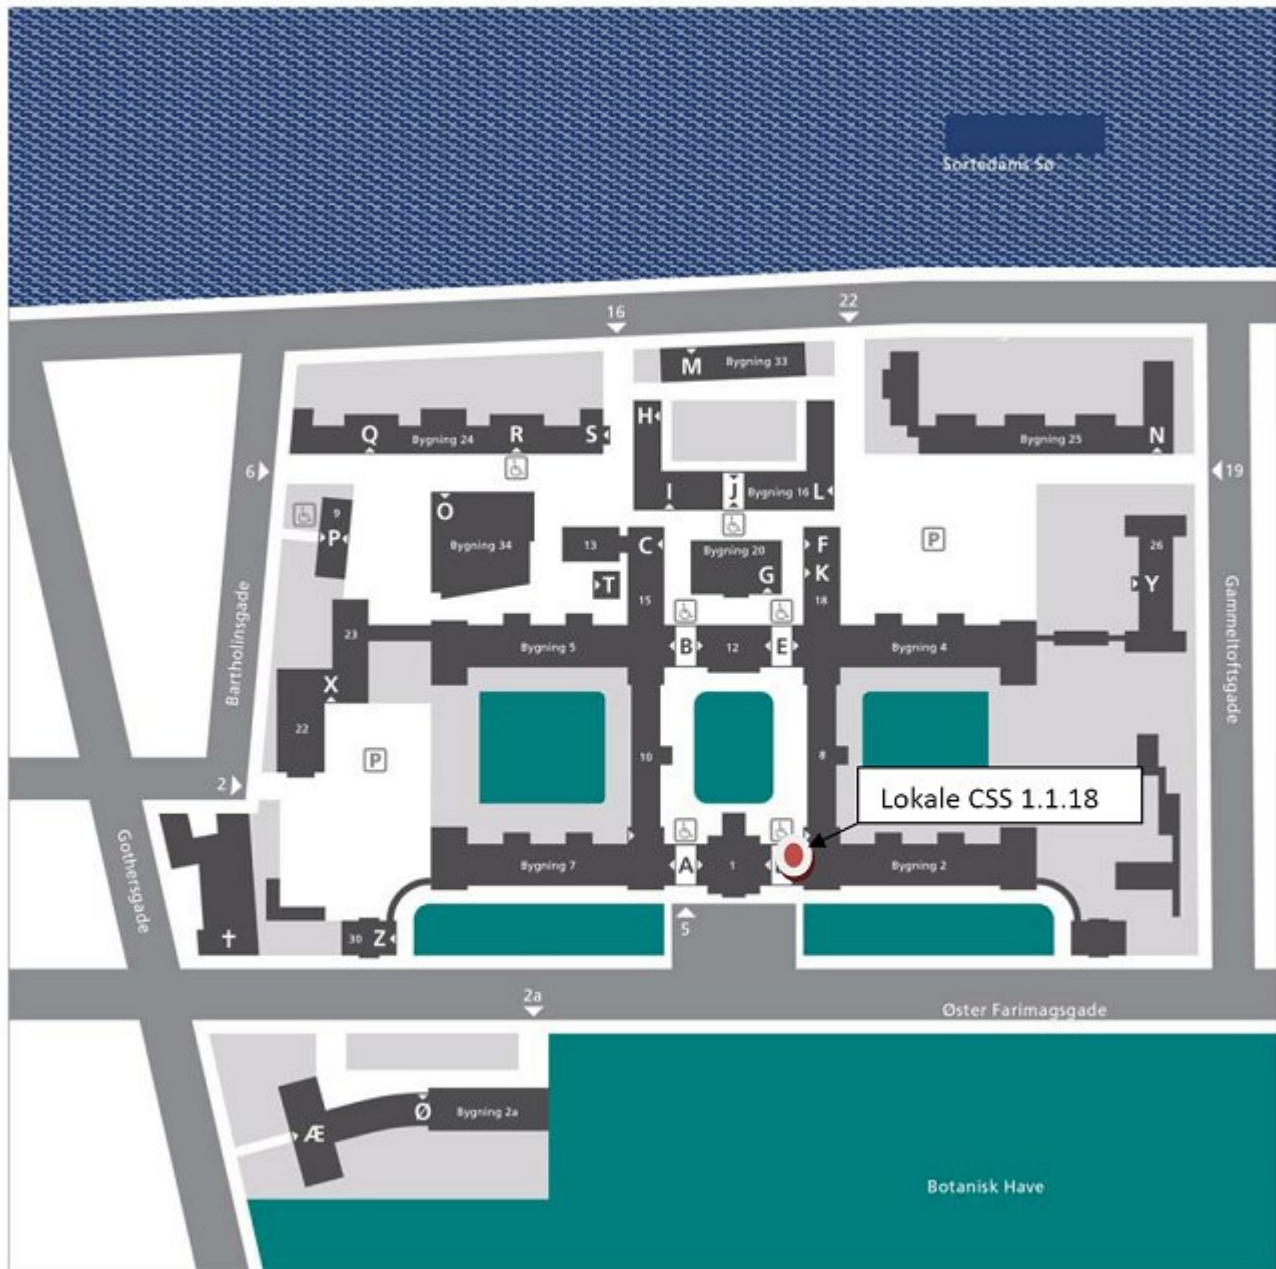 Sortedams Sø
16
22
M
Bygning 33
H
Q
Bygning 24
R
S
Bygning 25
N
6
19
I
J
Bygning 16
L
9
P
O
Bygning 34
13
C
Bygning 20
G
F
K
P
26
Y
T
15
18
23
Bygning 5
B
12
E
Bygning 4
Bartholinsgade
Gammeltoftsgade
X
22
P
10
8
2
Lokale CSS 1.1.18
Gothersgade
Bygning 7
A
1
Bygning 2
30
Z
5
2a
Øster Farimagsgade
Æ
Ø
Bygning 2a
Botanisk Have